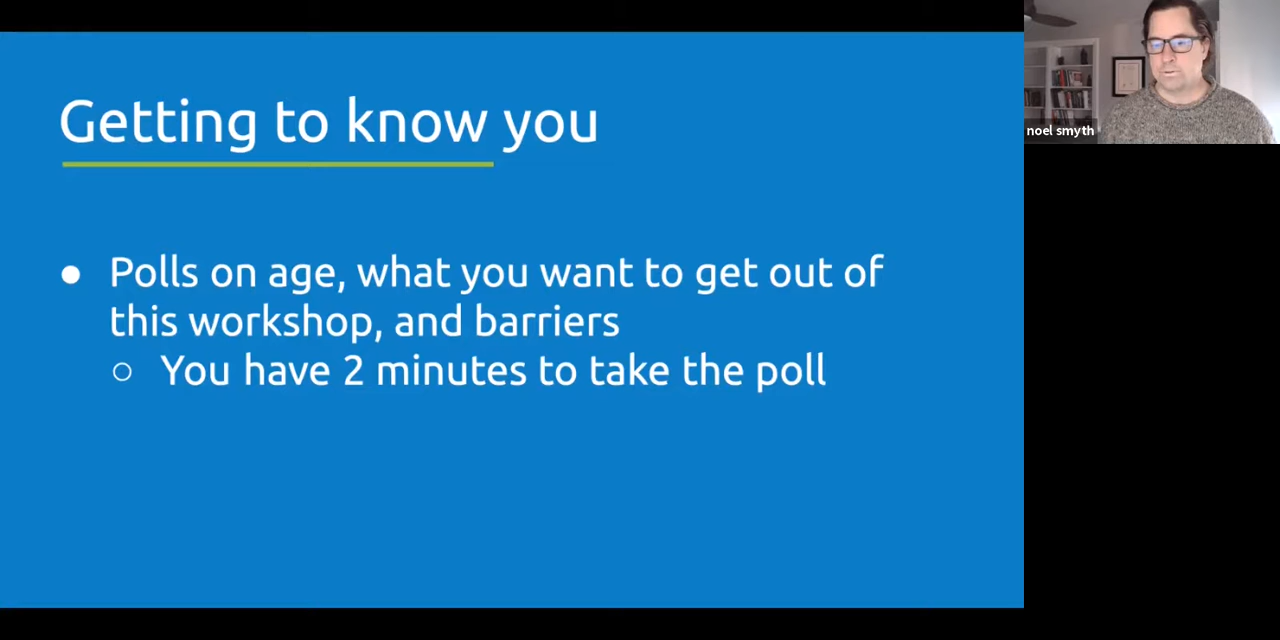 Getting to know you
noel smyth
● Polls on age, what you want to get out of
this workshop, and barriers
○ You have 2 minutes to take the poll